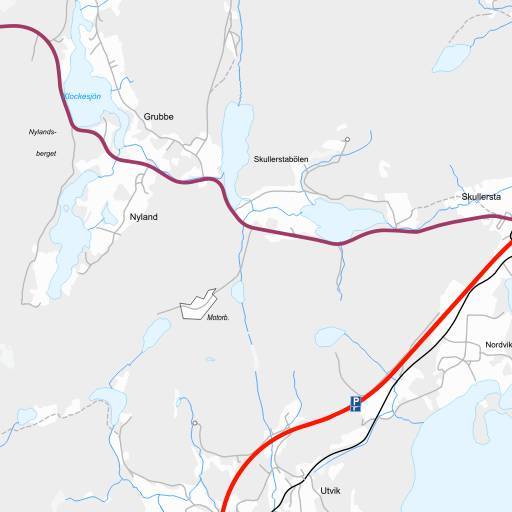 Klockesjön
Grubbe
Nylands-
berget
Skullerstabölen
Skullersta
Nyland
Motorb.
Nordvik
P
Utvik